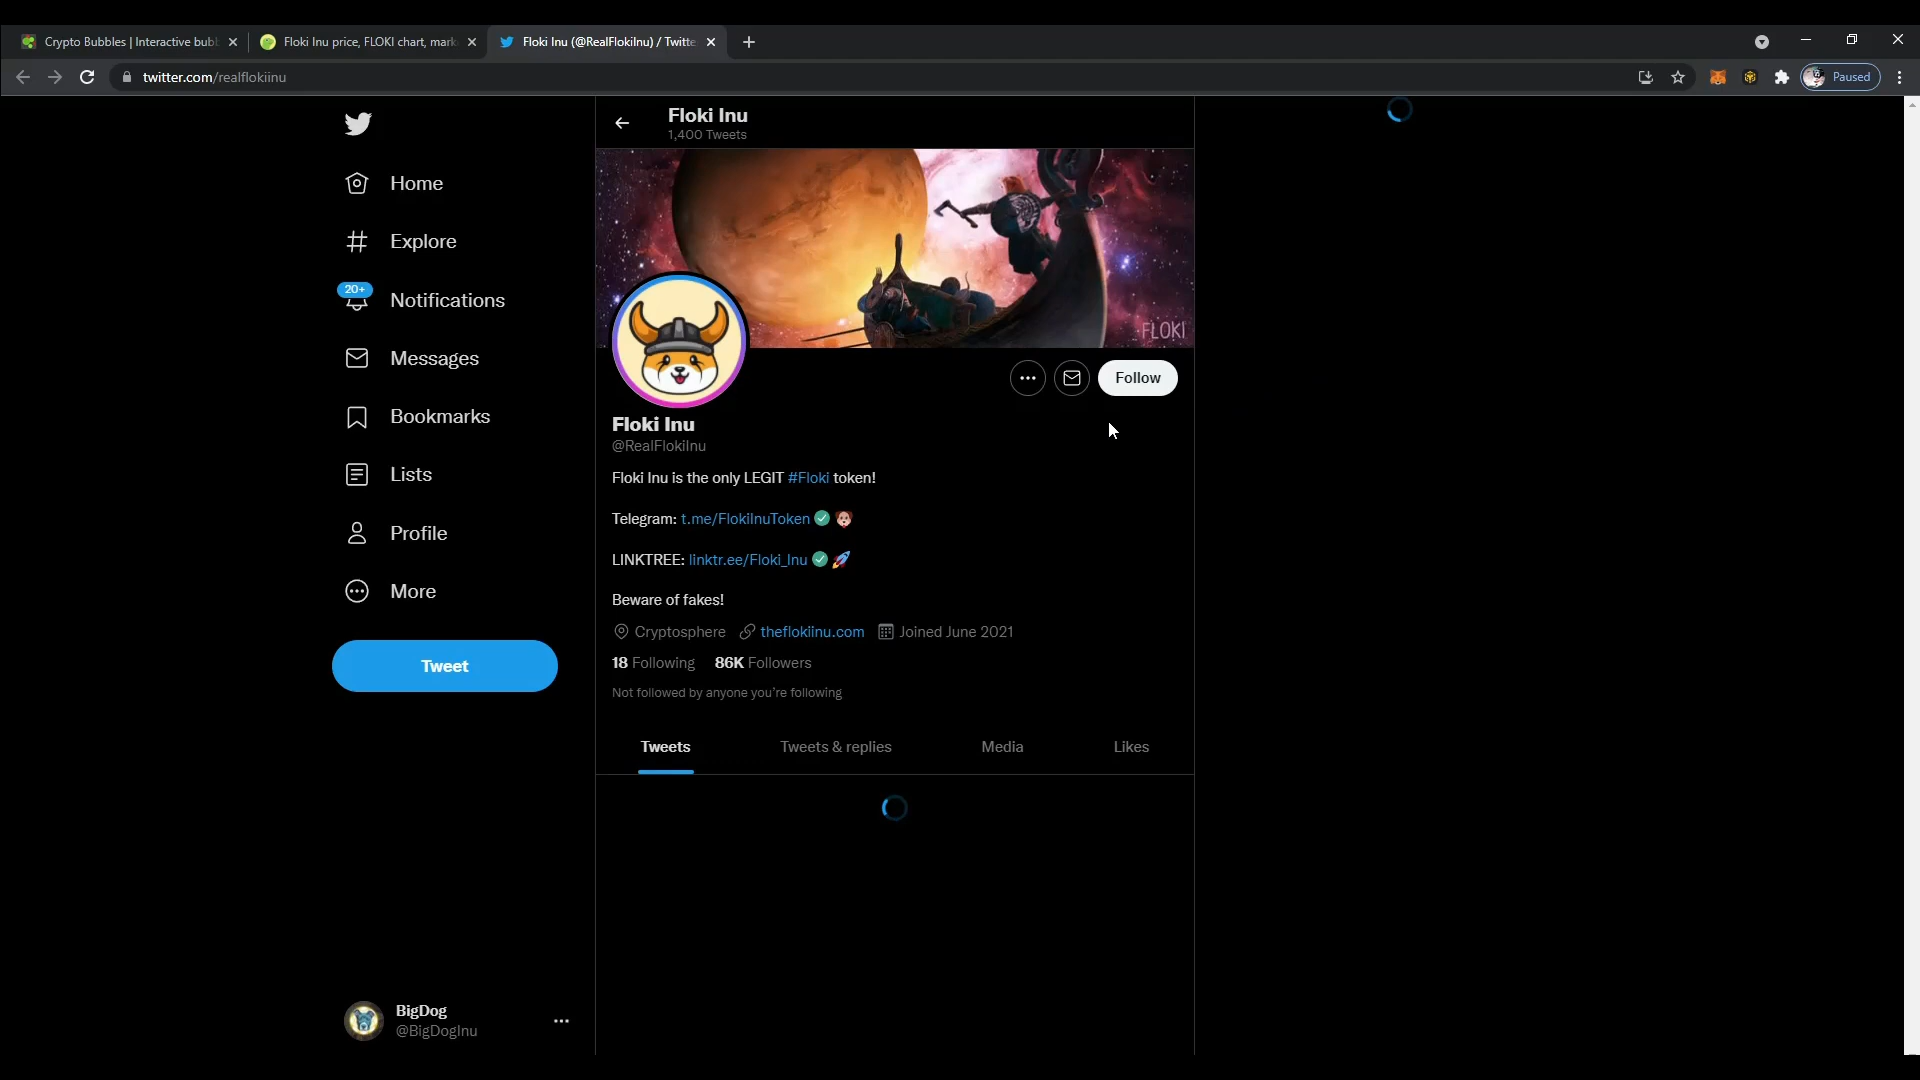 Crypto Bubbles | Interactive bub
Floki Inu price, FLOKI chart, mark
Floki Inu (@RealFlokiInu) / Twitte
twitter.com/realflokiinu
Paused
Home
Explore
20+
Notifications
Messages
Bookmarks
Lists
Profile
More
Tweet
BigDog
@BigDogInu
Floki Inu
1,400 Tweets
FLOKI
Follow
Floki Inu
@RealFlokiInu
Floki Inu is the only LEGIT #Floki token!
Telegram: t.me/FlokiInuToken ✅ 🐶
LINKTREE: linktr.ee/Floki_Inu ✅ 🚀
Beware of fakes!
Cryptosphere theflokiinu.com Joined June 2021
18 Following 86K Followers
Not followed by anyone you're following
Tweets Tweets & replies Media Likes